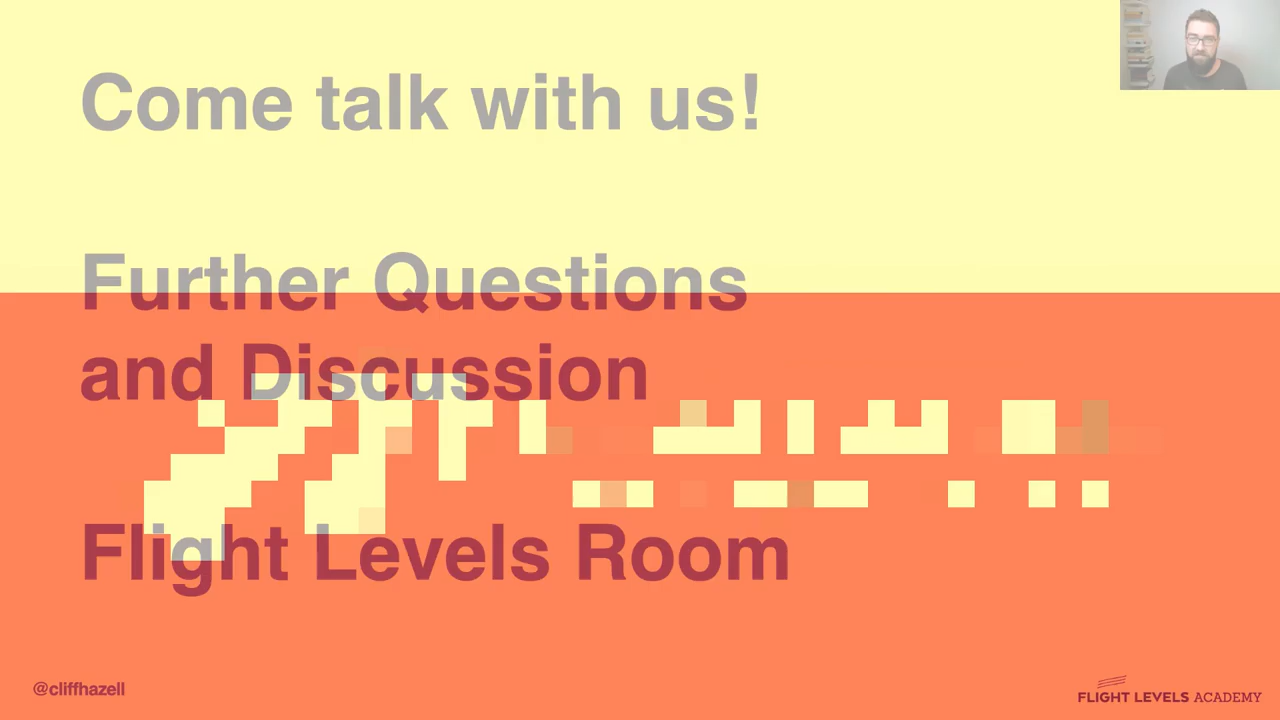 Come talk with us!
Further Questions
and Discussion
Flight Levels Room
@cliffhazell
FLIGHT LEVELS ACADEMY